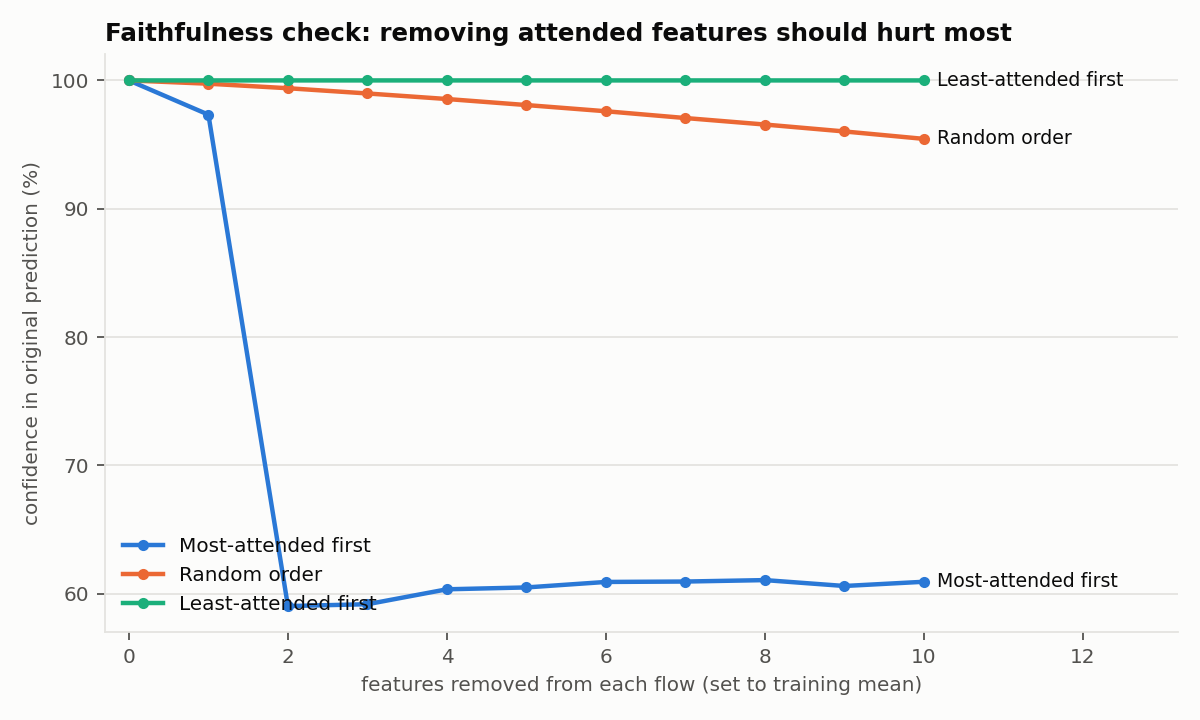 Faithfulness check: removing attended features should hurt most
confidence in original prediction (%)
100
90
80
70
60
Least-attended first
Random order
Most-attended first
Most-attended first
Random order
Least-attended first
0 2 4 6 8 10 12
features removed from each flow (set to training mean)